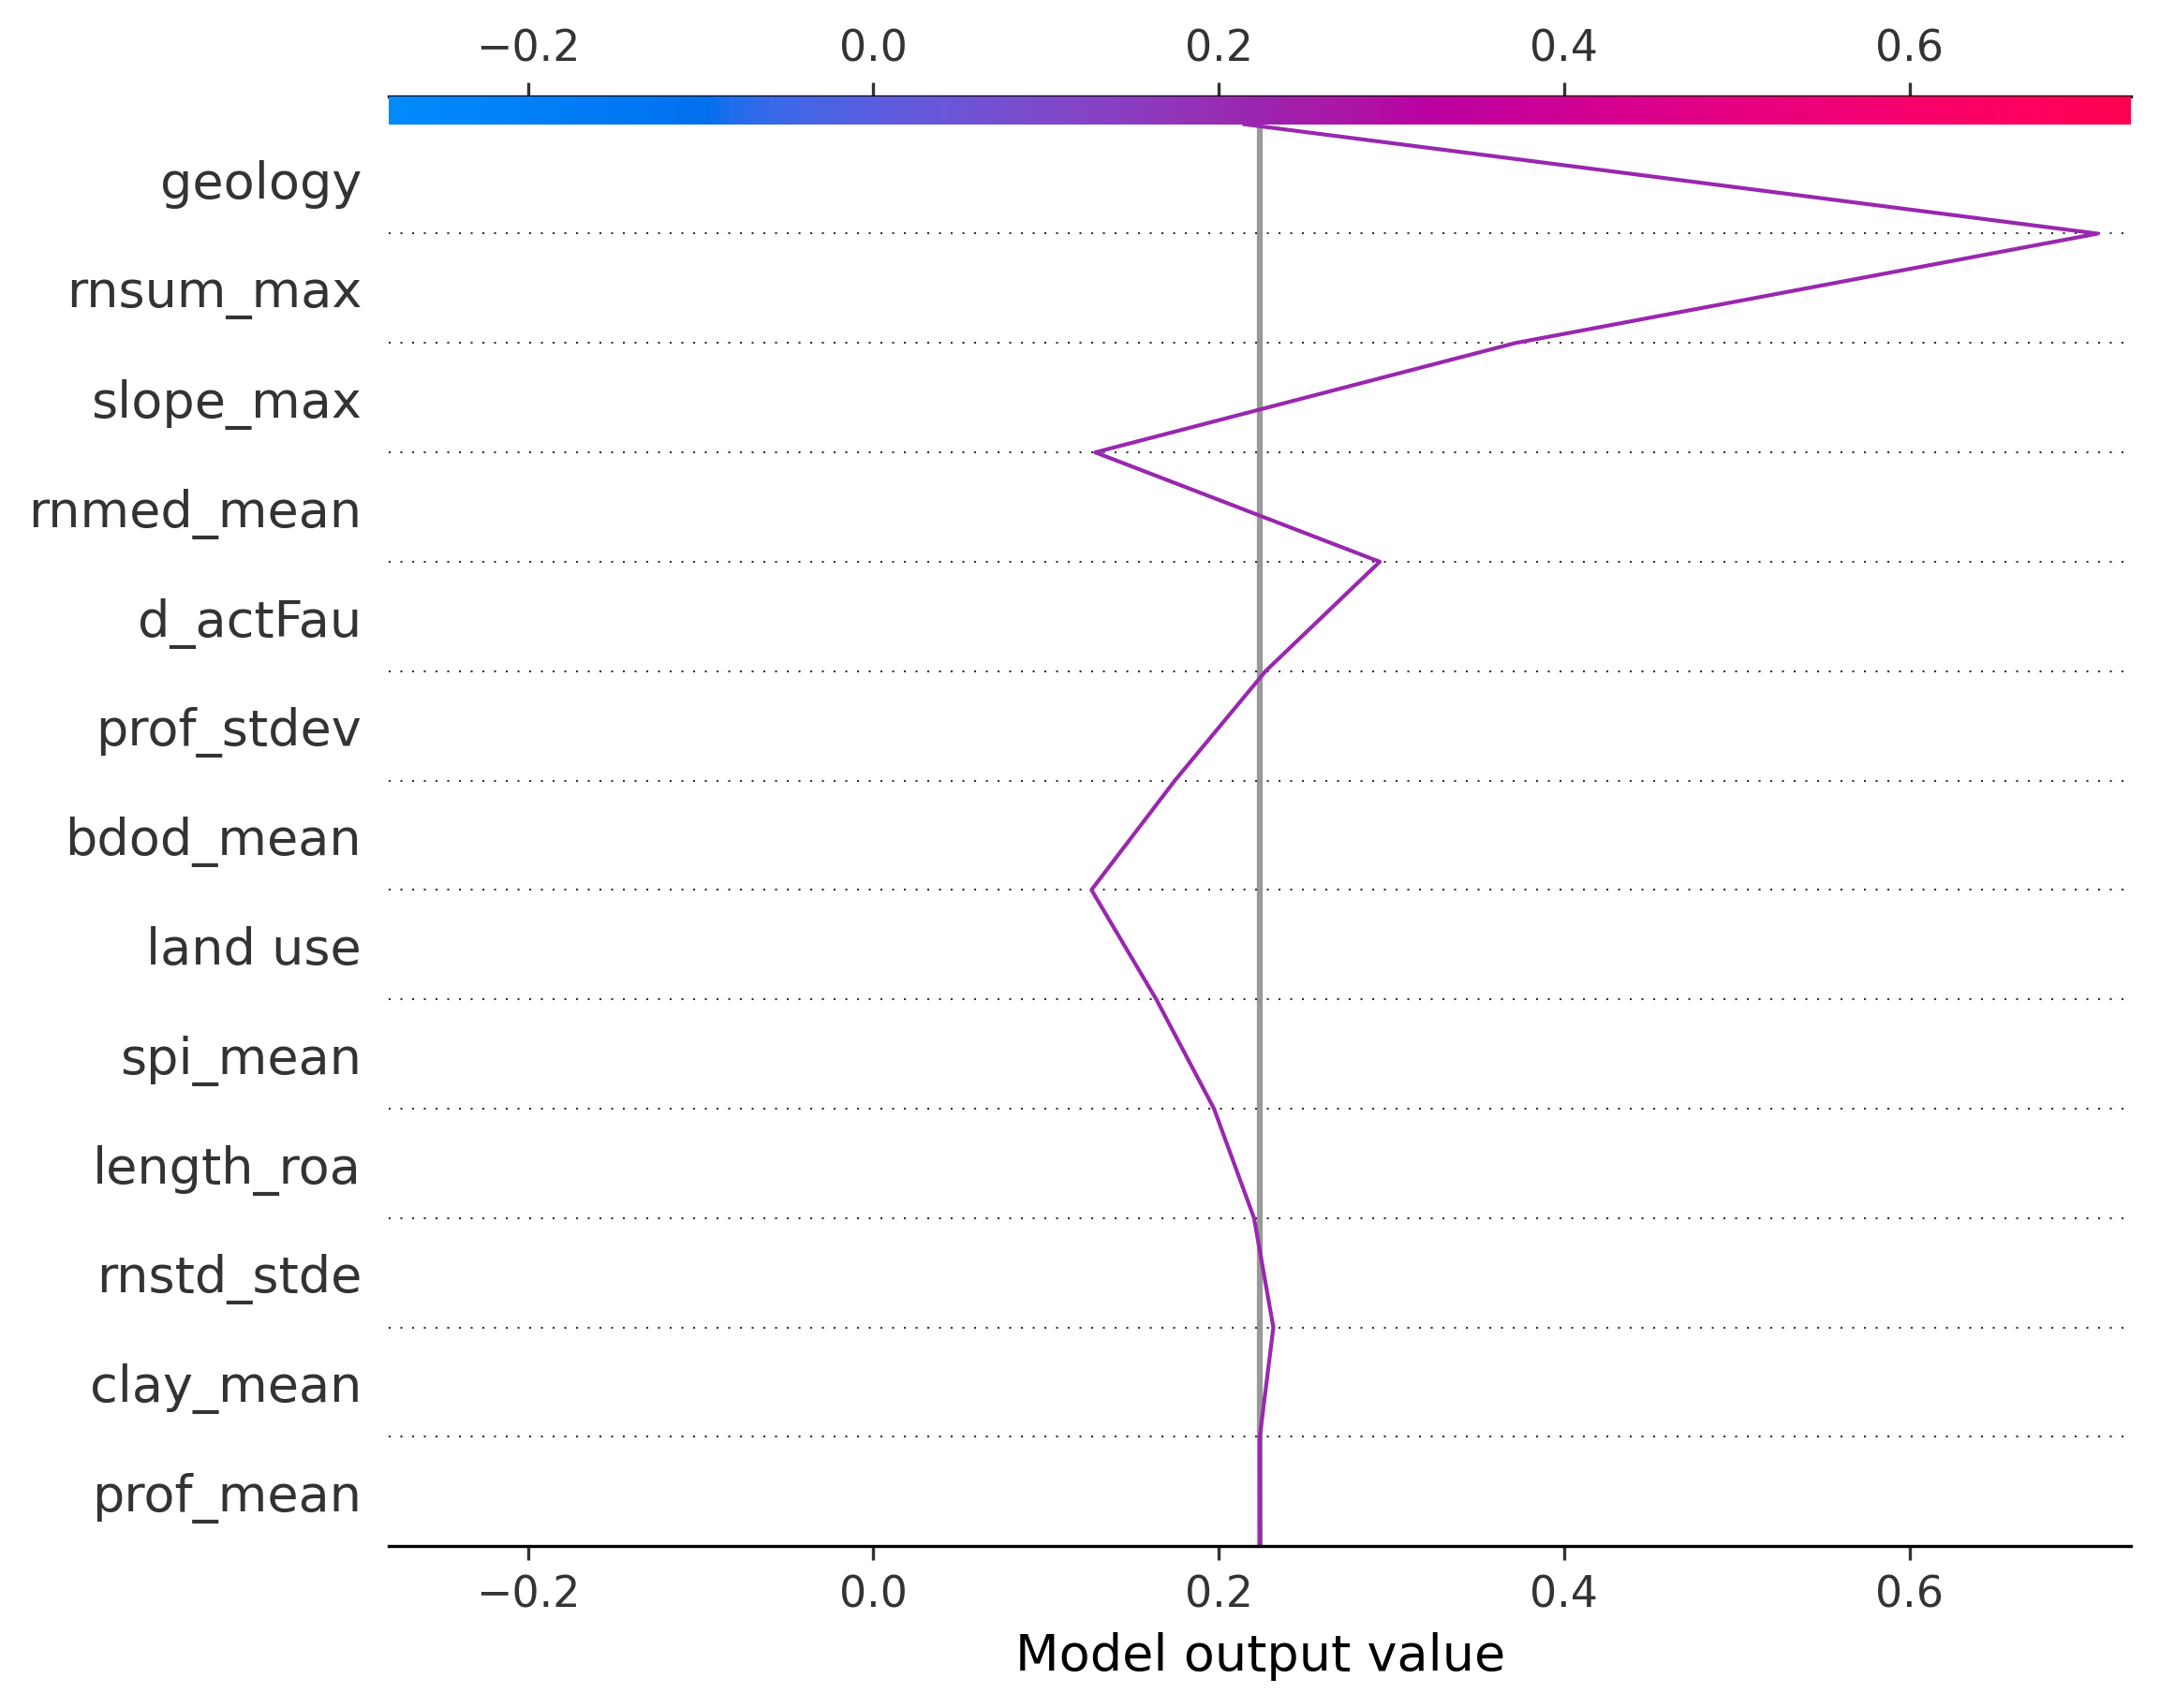 −0.2 0.0 0.2 0.4 0.6
geology
rnsum_max
slope_max
rnmed_mean
d_actFau
prof_stdev
bdod_mean
land use
spi_mean
length_roa
rnstd_stde
clay_mean
prof_mean
−0.2 0.0 0.2 0.4 0.6
Model output value